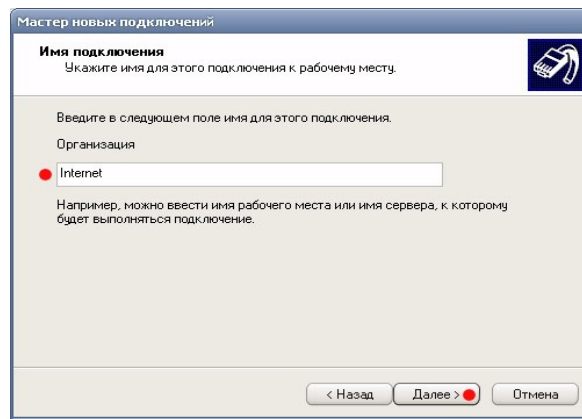 Мастер новых подключений
Имя подключения
Укажите имя для этого подключения к рабочему месту.
Введите в следующем поле имя для этого подключения.
Организация
Internet
Например, можно ввести имя рабочего места или имя сервера, к которому
будет выполняться подключение.
< Назад Далее > Отмена